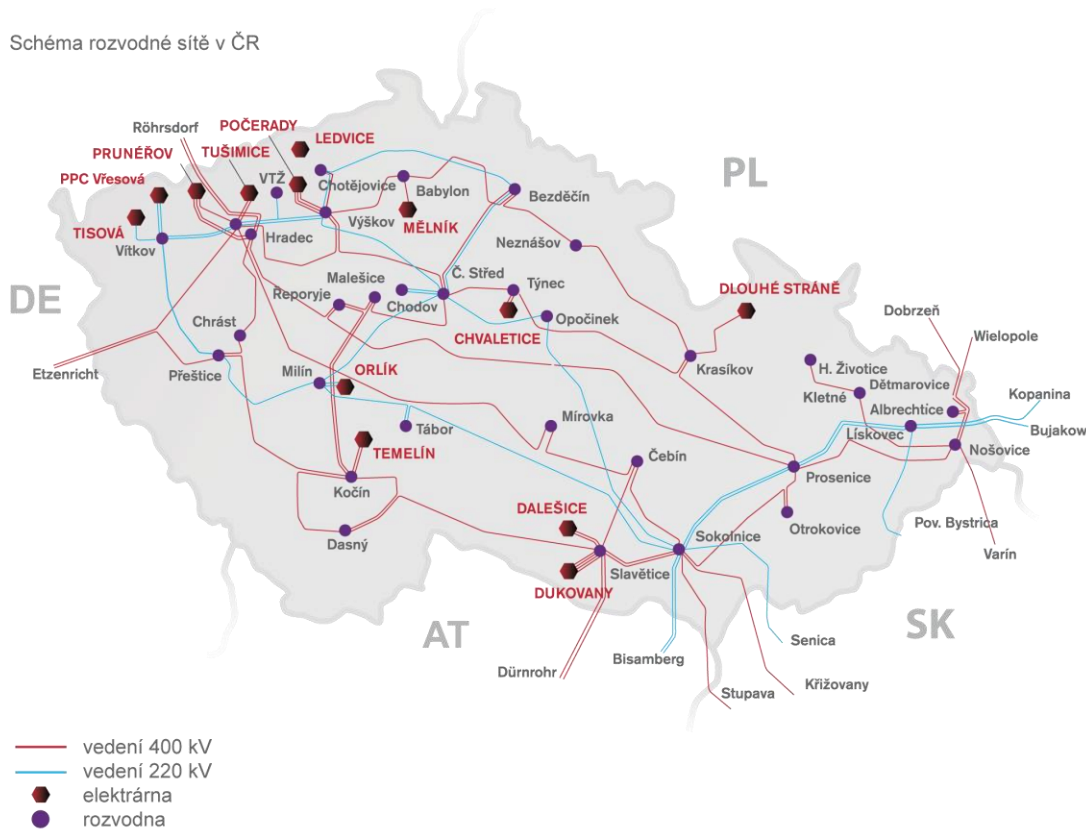 Schéma rozvodné sítě v ČR
Röhrsdorf
POČERADY
LEDVICE
PRUNÉŘOV
TUŠIMICE
PPC Vřesová
VTŽ
Chotějovice
Babylon
Bezděčín
PL
TISOVÁ
Vítkov
Výškov
MĚLNÍK
Hradec
Neznášov
DE
Malešice
Č. Střed
Týnec
DLOUHÉ STRÁNĚ
Řeporyje
Chodov
Opočinek
Dobrzeń
Chrást
CHVALETICE
Wielopole
Etzenricht
Přeštice
Milín
ORLÍK
Krasíkov
H. Životice
Dětmarovice
Kopanina
Kletné
Albrechtice
Mírovka
Tábor
Lískovec
Bujakow
TEMELÍN
Čebín
Nošovice
Kočín
Prosenice
DALEŠICE
Otrokovice
Pov. Bystrica
Dasný
Sokolnice
Varín
Slavětice
DUKOVANY
AT
SK
Senica
Dürnrohr
Bisamberg
Stupava
Křižovany
vedení 400 kV
vedení 220 kV
elektrárna
rozvodna